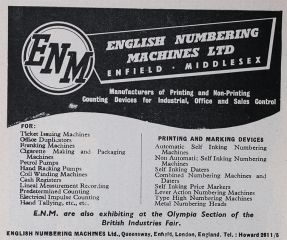 ENM
ENGLISH NUMBERING
MACHINES LTD
ENFIELD · MIDDLESEX
Manufacturers of Printing and Non-Printing
Counting Devices for Industrial, Office and Sales Control
FOR:
Ticket Issuing Machines
Office Duplicators
Franking Machines
Cigarette Making and Packaging
Machines
Petrol Pumps
Hand Racking Pumps
Coil Winding Machines
Cash Registers
Lineal Measurement Recording
Predetermined Counting
Electrical Impulse Counting
Hand Tallying, etc., etc.
PRINTING AND MARKING DEVICES
Automatic Self Inking Numbering
Machines
Non Automatic Self Inking Numbering
Machines
Self Inking Daters
Combined Numbering Machines and
Daters
Self Inking Price Markers
Lever Action Numbering Machines
Type High Numbering Machines
Metal Numbering Heads
E.N.M. are also exhibiting at the Olympia Section of the
British Industries Fair.
ENGLISH NUMBERING MACHINES Ltd., Queensway, Enfield, London, England. Tel.: Howard 2611/5